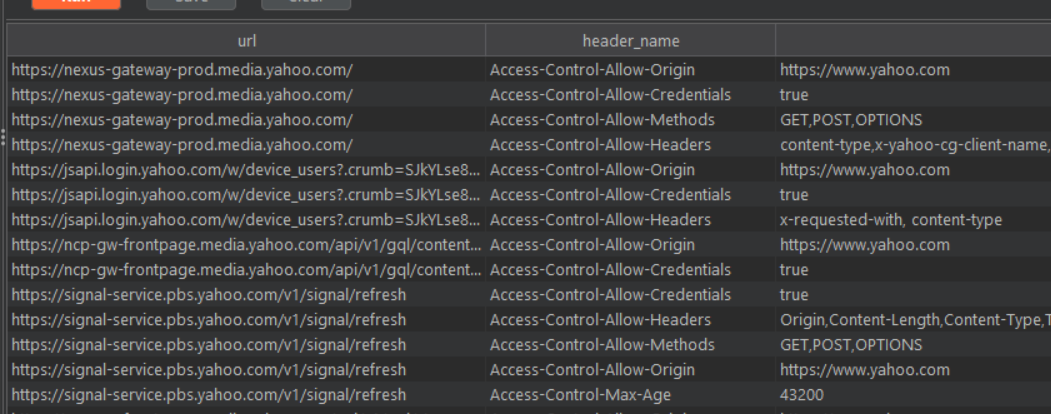 Run Save Clear
url header_name
https://nexus-gateway-prod.media.yahoo.com/ Access-Control-Allow-Origin https://www.yahoo.com
https://nexus-gateway-prod.media.yahoo.com/ Access-Control-Allow-Credentials true
https://nexus-gateway-prod.media.yahoo.com/ Access-Control-Allow-Methods GET,POST,OPTIONS
https://nexus-gateway-prod.media.yahoo.com/ Access-Control-Allow-Headers content-type,x-yahoo-cg-client-name,
https://jsapi.login.yahoo.com/w/device_users?.crumb=SJkYLse8... Access-Control-Allow-Origin https://www.yahoo.com
https://jsapi.login.yahoo.com/w/device_users?.crumb=SJkYLse8... Access-Control-Allow-Credentials true
https://jsapi.login.yahoo.com/w/device_users?.crumb=SJkYLse8... Access-Control-Allow-Headers x-requested-with, content-type
https://ncp-gw-frontpage.media.yahoo.com/api/v1/gql/content... Access-Control-Allow-Origin https://www.yahoo.com
https://ncp-gw-frontpage.media.yahoo.com/api/v1/gql/content... Access-Control-Allow-Credentials true
https://signal-service.pbs.yahoo.com/v1/signal/refresh Access-Control-Allow-Credentials true
https://signal-service.pbs.yahoo.com/v1/signal/refresh Access-Control-Allow-Headers Origin,Content-Length,Content-Type,T
https://signal-service.pbs.yahoo.com/v1/signal/refresh Access-Control-Allow-Methods GET,POST,OPTIONS
https://signal-service.pbs.yahoo.com/v1/signal/refresh Access-Control-Allow-Origin https://www.yahoo.com
https://signal-service.pbs.yahoo.com/v1/signal/refresh Access-Control-Max-Age 43200